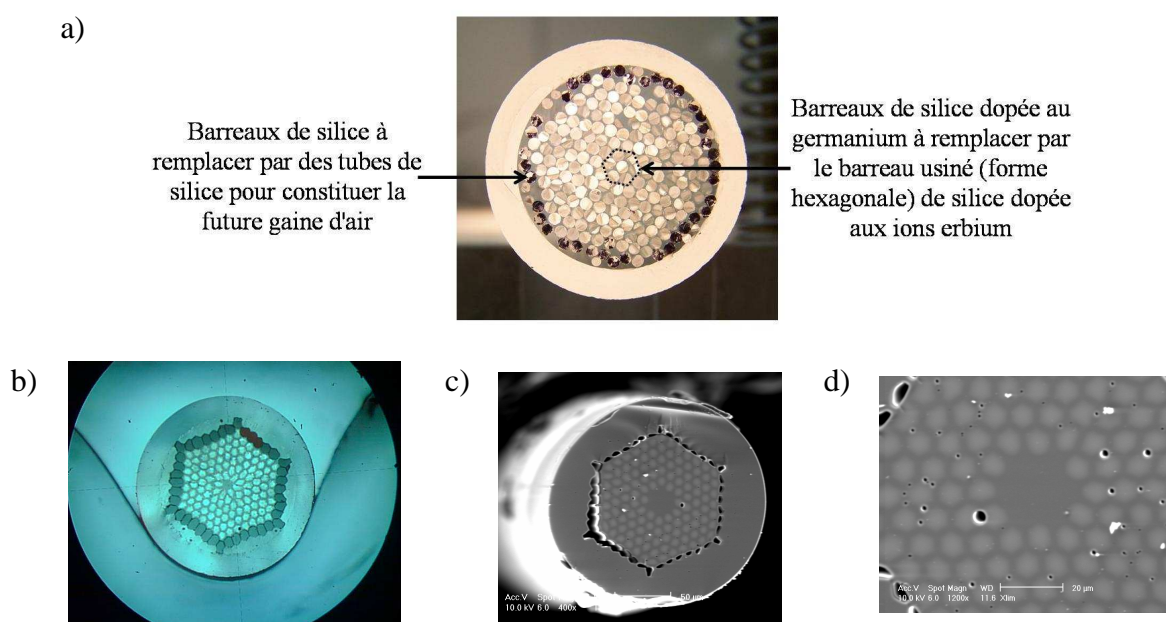 a)
Barreaux de silice à
remplacer par des tubes de
silice pour constituer la
future gaine d'air
Barreaux de silice dopée au
germanium à remplacer par
le barreau usiné (forme
hexagonale) de silice dopée
aux ions erbium
b)
c)
d)
Acc.V Spot
10.0 kV 6.0 400x
50 µm
Acc.V Spot Magn WD 20 µm
10.0 kV 6.0 1200x 11.6 Xlim